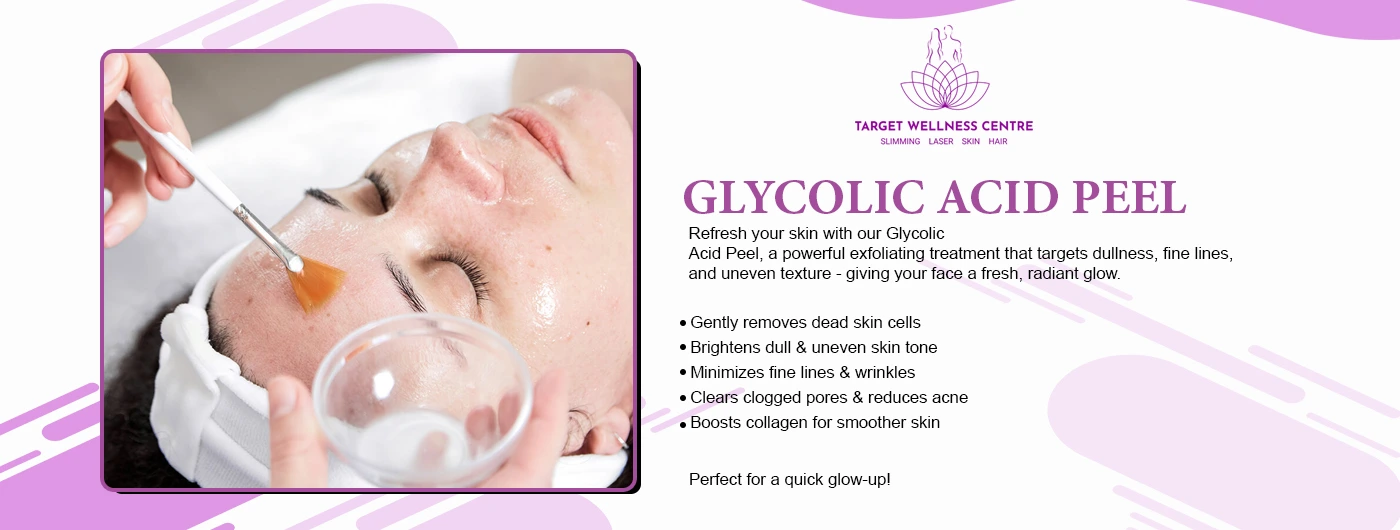 TARGET WELLNESS CENTRE
SLIMMING LASER SKIN HAIR
GLYCOLIC ACID PEEL
Refresh your skin with our Glycolic
Acid Peel, a powerful exfoliating treatment that targets dullness, fine lines,
and uneven texture - giving your face a fresh, radiant glow.
• Gently removes dead skin cells
• Brightens dull & uneven skin tone
• Minimizes fine lines & wrinkles
• Clears clogged pores & reduces acne
• Boosts collagen for smoother skin
Perfect for a quick glow-up!